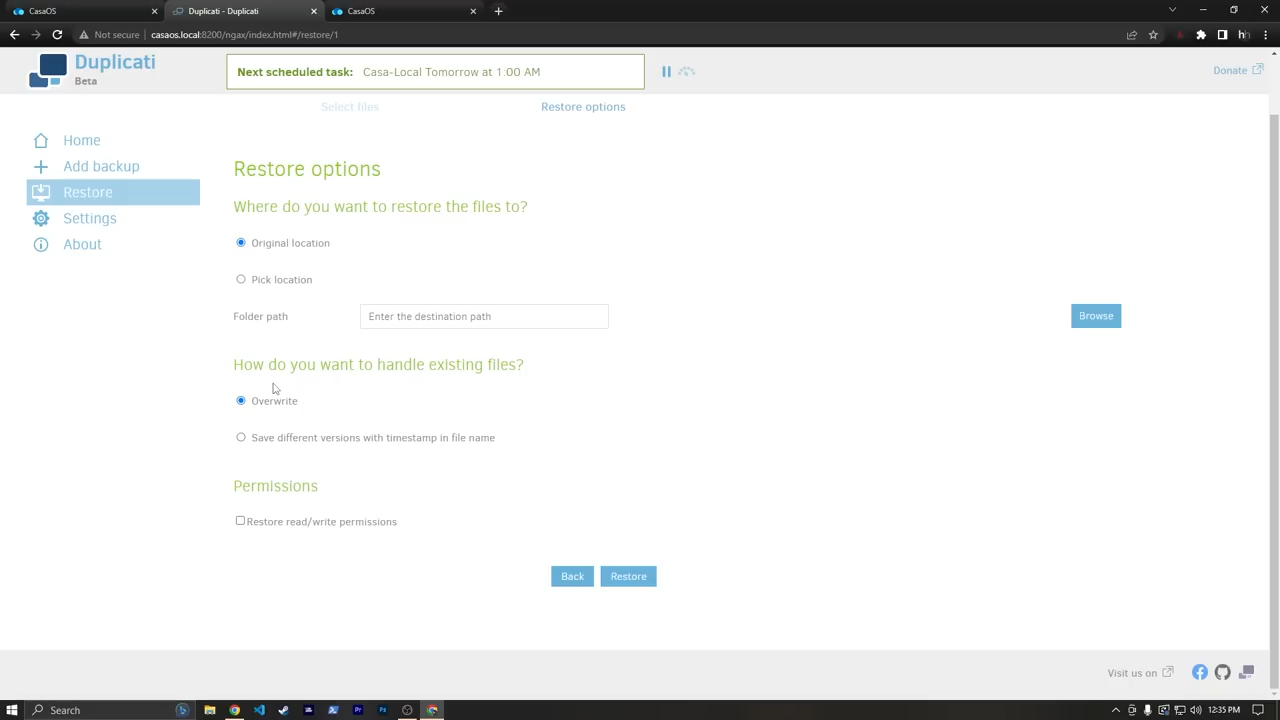 CasaOS
Duplicati - Duplicati
CasaOS
Not secure
casaos.local:8200/ngax/index.html#/restore/1
Duplicati
Beta
Next scheduled task: Casa-Local Tomorrow at 1:00 AM
Donate
Select files
Restore options
Home
Add backup
Restore
Settings
About
Restore options
Where do you want to restore the files to?
Original location
Pick location
Folder path
Enter the destination path
Browse
How do you want to handle existing files?
Overwrite
Save different versions with timestamp in file name
Permissions
Restore read/write permissions
Back
Restore
Visit us on
Search
12:35 PM